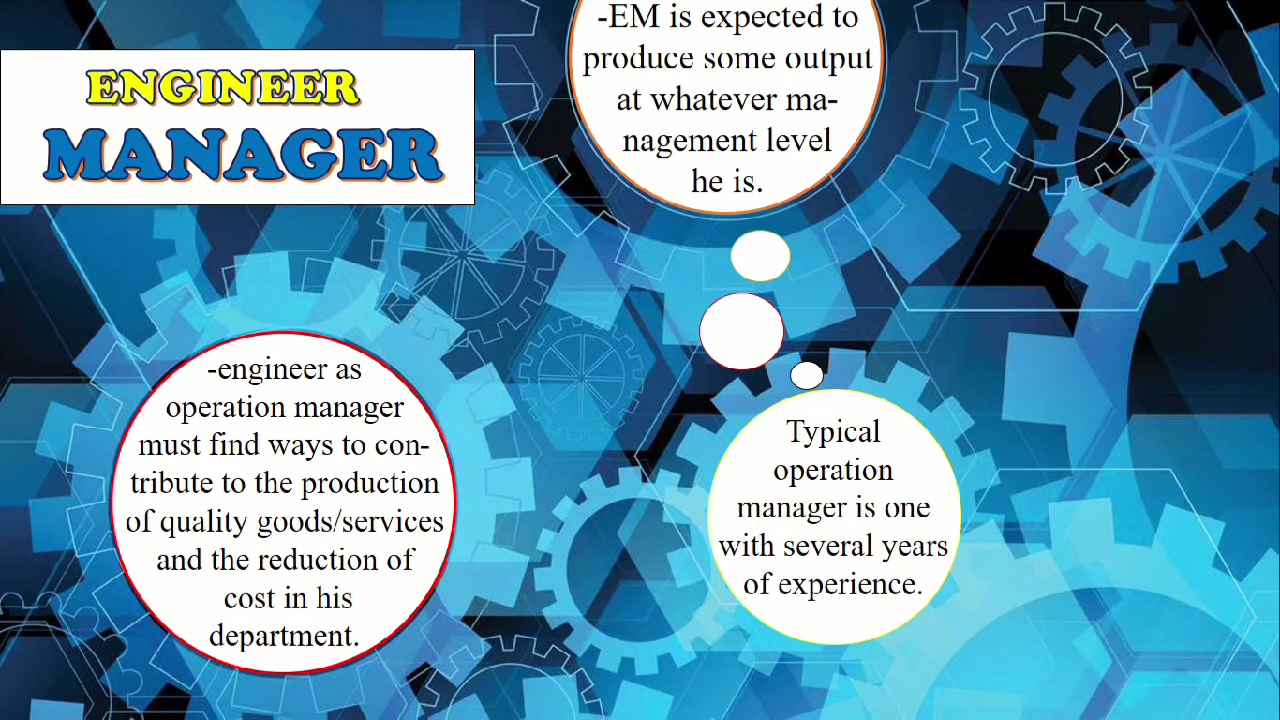 ENGINEER
MANAGER
-EM is expected to
produce some output
at whatever ma-
nagement level
he is.
-engineer as
operation manager
must find ways to con-
tribute to the production
of quality goods/services
and the reduction of
cost in his
department.
Typical
operation
manager is one
with several years
of experience.